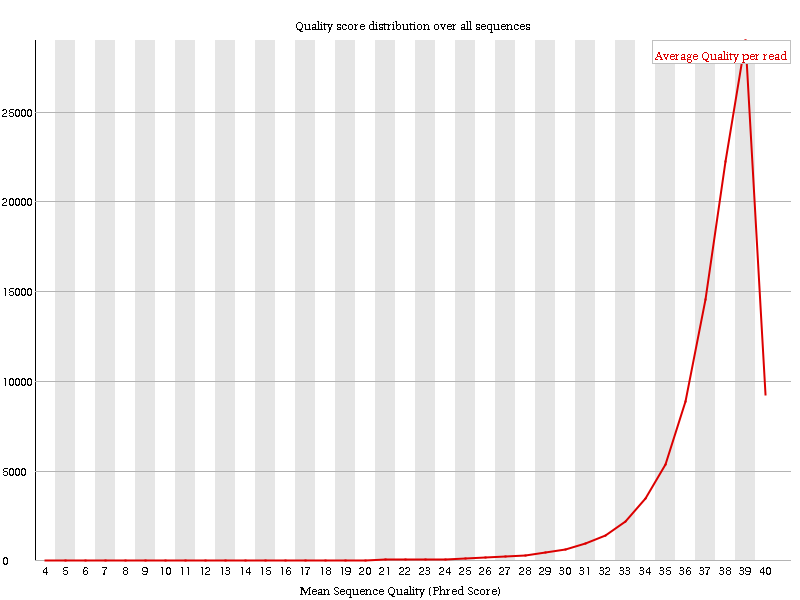 Quality score distribution over all sequences
Average Quality per read
25000
20000
15000
10000
5000
0
4 5 6 7 8 9 10 11 12 13 14 15 16 17 18 19 20 21 22 23 24 25 26 27 28 29 30 31 32 33 34 35 36 37 38 39 40
Mean Sequence Quality (Phred Score)